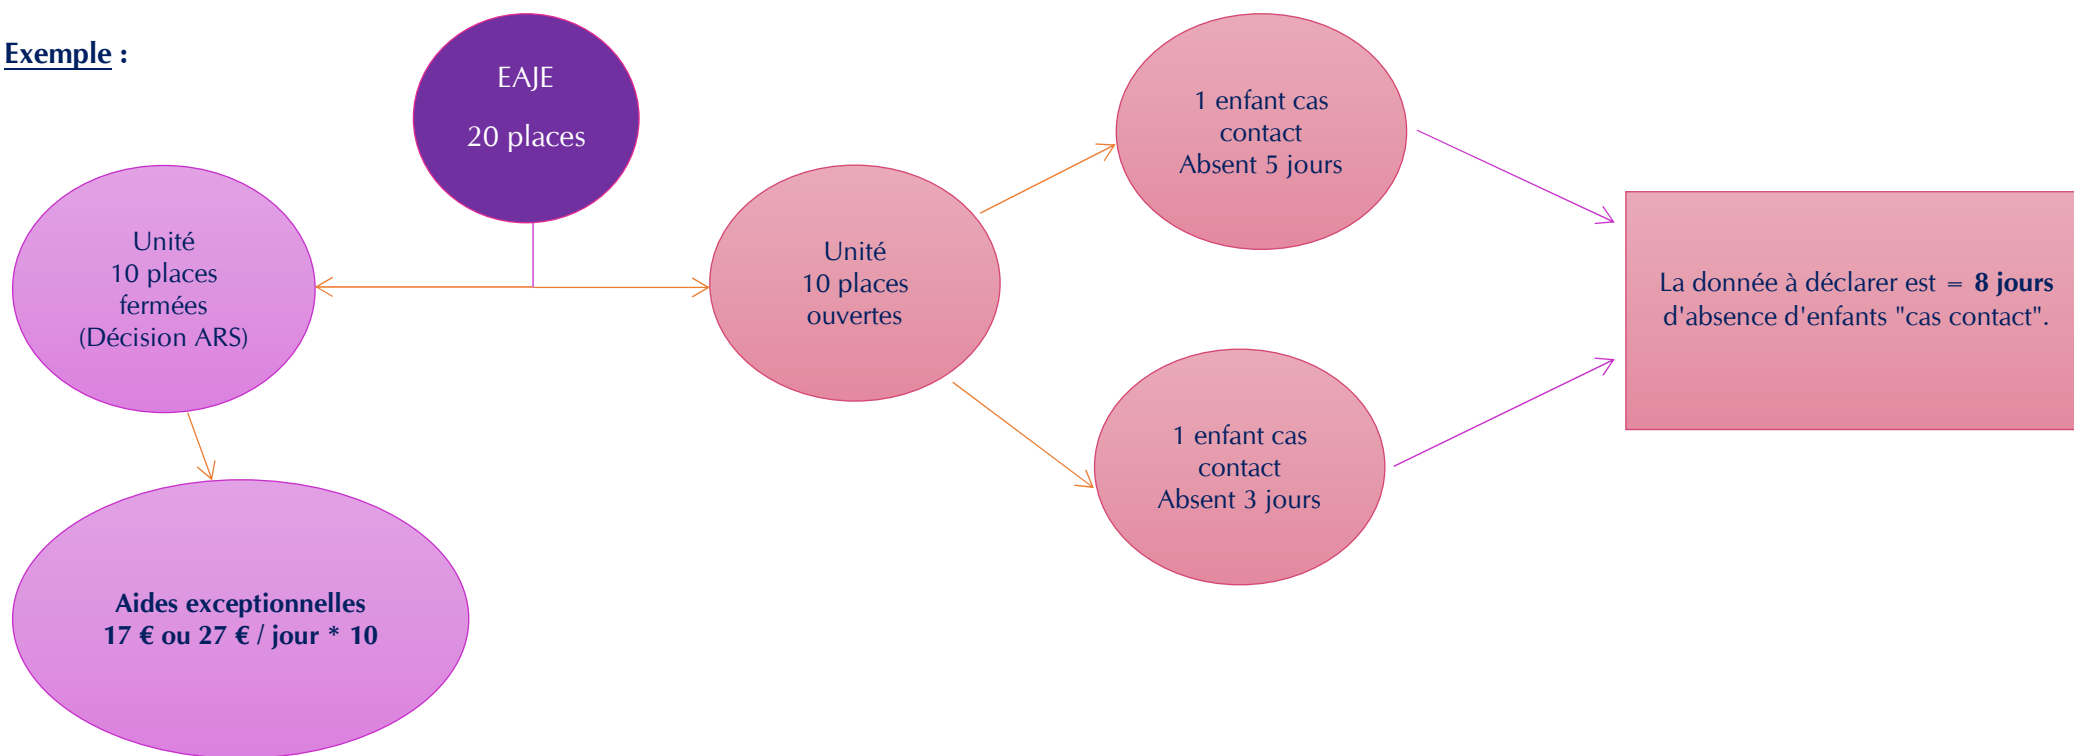 Exemple :
EAJE
20 places
Unité
10 places
fermées
(Décision ARS)
Aides exceptionnelles
17 € ou 27 € / jour * 10
Unité
10 places
ouvertes
1 enfant cas
contact
Absent 5 jours
1 enfant cas
contact
Absent 3 jours
La donnée à déclarer est = 8 jours
d'absence d'enfants "cas contact".